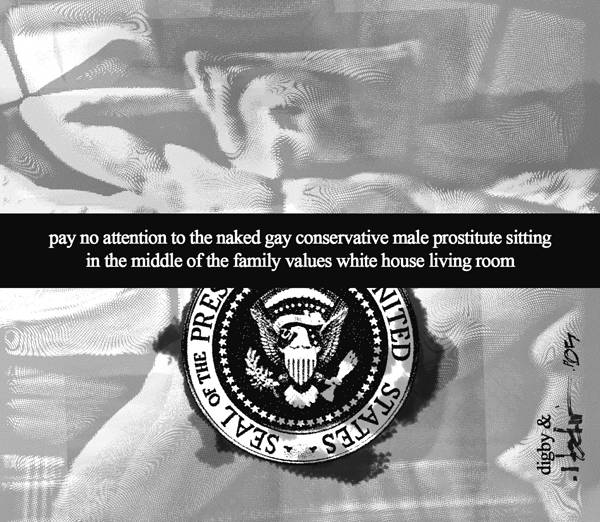 pay no attention to the naked gay conservative male prostitute sitting
in the middle of the family values white house living room
SEAL OF THE PRES
UNITED STATES
digby &